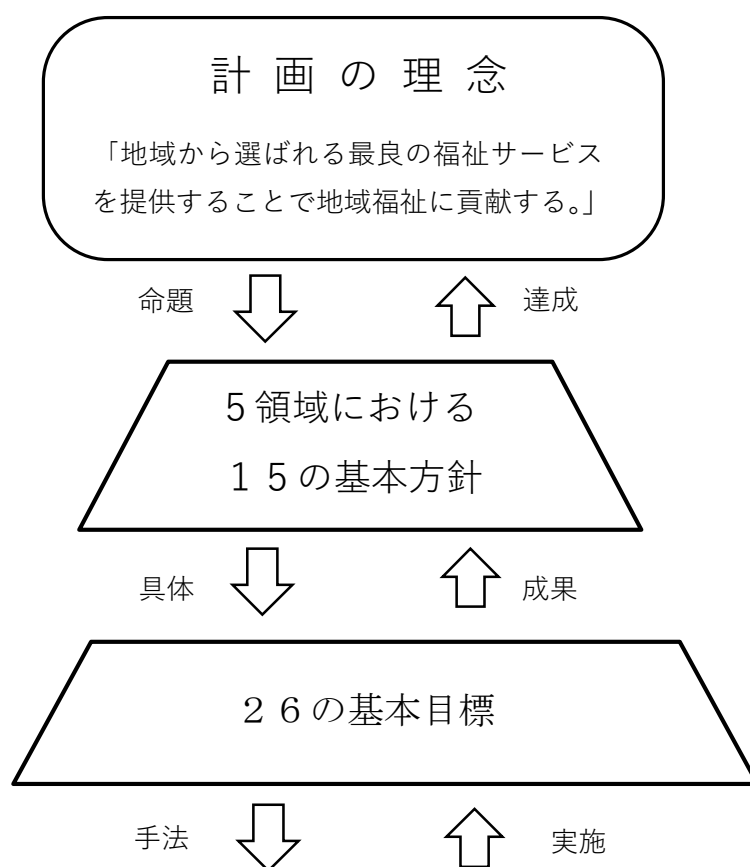 計画の理念
「地域から選ばれる最良の福祉サービス
を提供することで地域福祉に貢献する。」
命題
達成
５領域における
１５の基本方針
具体
成果
２６の基本目標
手法
実施